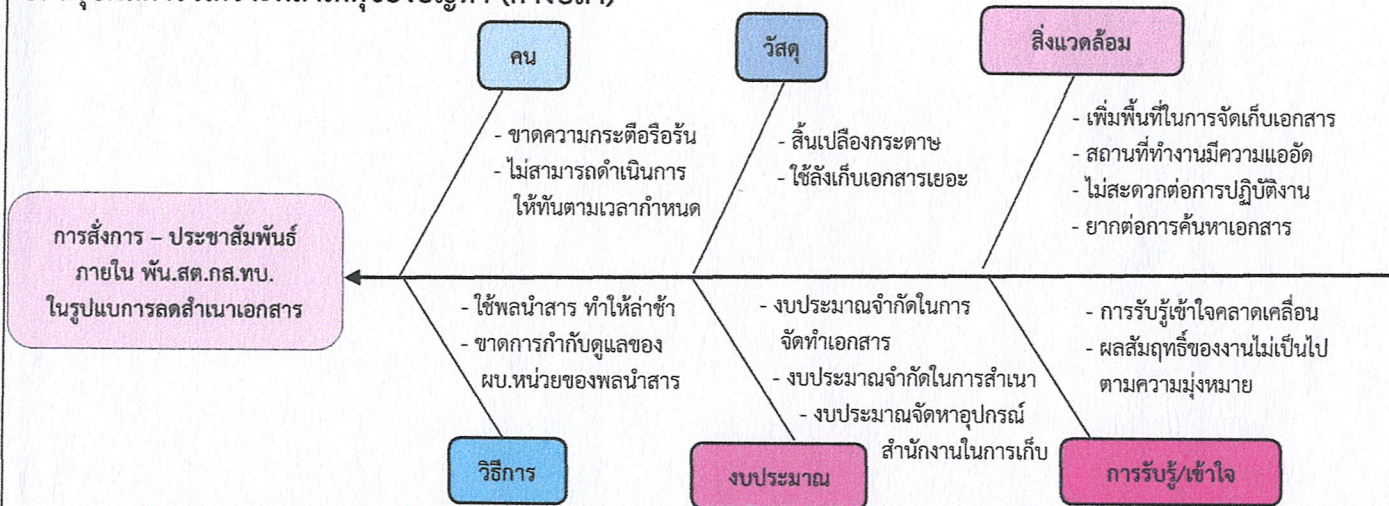 คน
วัสดุ
สิ่งแวดล้อม
- ขาดความกระตือรือร้น
- ไม่สามารถดำเนินการ
ให้ทันตามเวลากำหนด
- สิ้นเปลืองกระดาษ
- ใช้ลังเก็บเอกสารเยอะ
- เพิ่มพื้นที่ในการจัดเก็บเอกสาร
- สถานที่ทำงานมีความแออัด
- ไม่สะดวกต่อการปฏิบัติงาน
- ยากต่อการค้นหาเอกสาร
การสั่งการ – ประชาสัมพันธ์
ภายใน พัน.สต.กส.ทบ.
ในรูปแบบการลดสำเนาเอกสาร
- ใช้พลนำสาร ทำให้ล่าช้า
- ขาดการกำกับดูแลของ
ผบ.หน่วยของพลนำสาร
- งบประมาณจำกัดในการ
จัดทำเอกสาร
- งบประมาณจำกัดในการสำเนา
- งบประมาณจัดหาอุปกรณ์
สำนักงานในการเก็บ
- การรับรู้เข้าใจคลาดเคลื่อน
- ผลสัมฤทธิ์ของงานไม่เป็นไป
ตามความมุ่งหมาย
วิธีการ
งบประมาณ
การรับรู้/เข้าใจ